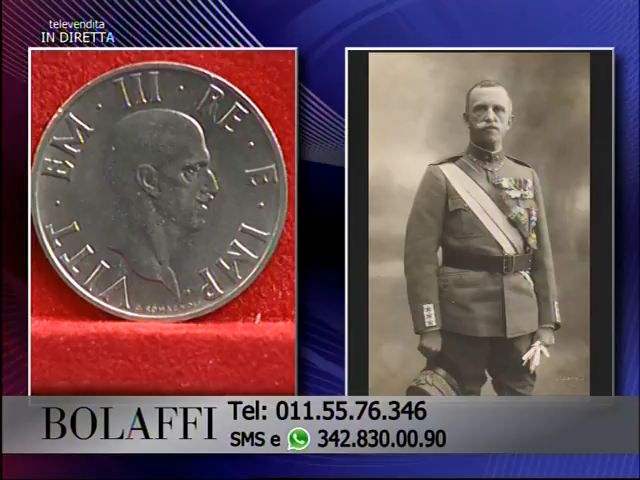 televendita
IN DIRETTA
VITT · EM · III · RE · E · IMP ·
G. ROMAGNOLI
BOLAFFI
Tel: 011.55.76.346
SMS e 342.830.00.90